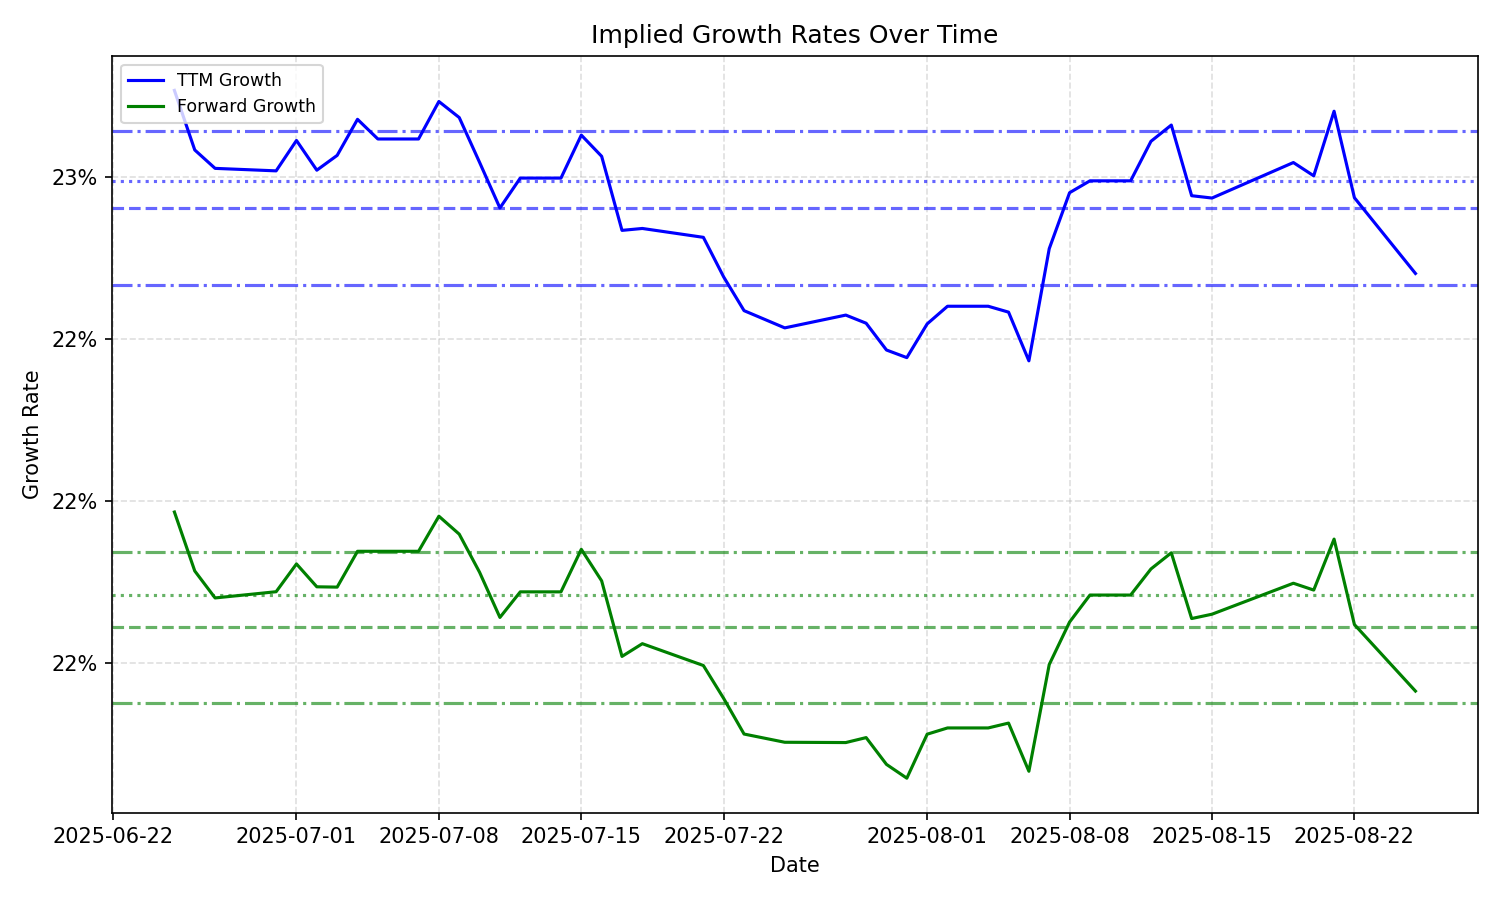 Implied Growth Rates Over Time
TTM Growth
Forward Growth
23%
22%
22%
22%
Growth Rate
2025-06-22 2025-07-01 2025-07-08 2025-07-15 2025-07-22 2025-08-01 2025-08-08 2025-08-15 2025-08-22
Date